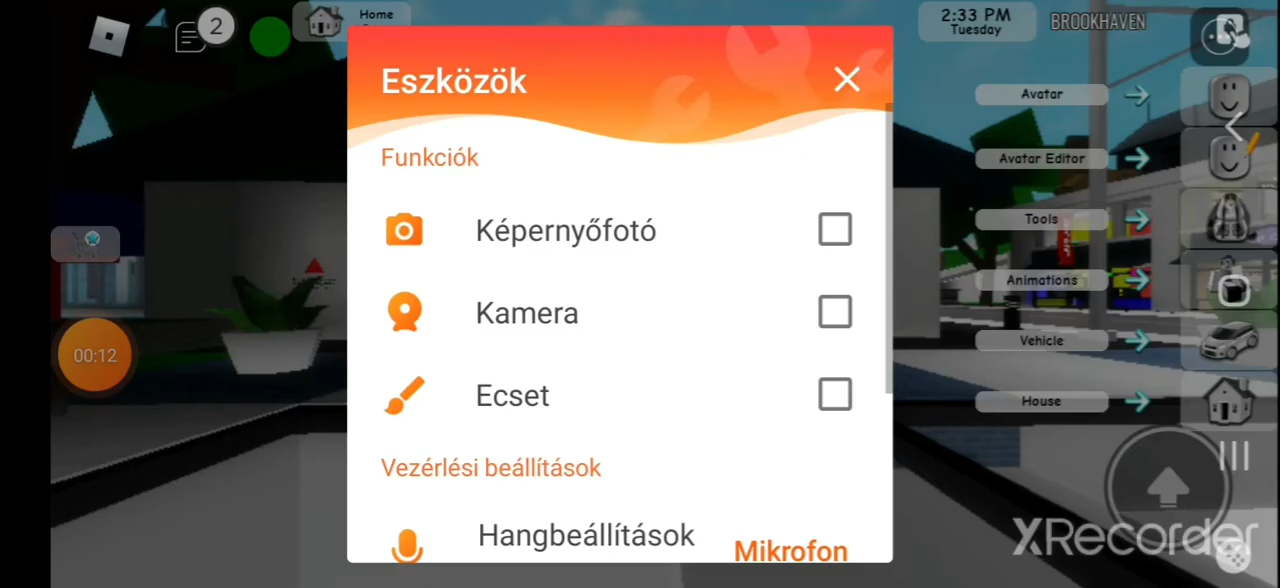 2
Home
2:33 PM
Tuesday
BROOKHAVEN
Eszközök
Avatar
Funkciók
Avatar Editor
Képernyőfotó
Tools
Animations
Kamera
Vehicle
00:12
Ecset
House
Vezérlési beállítások
Hangbeállítások
Mikrofon
XRecorder